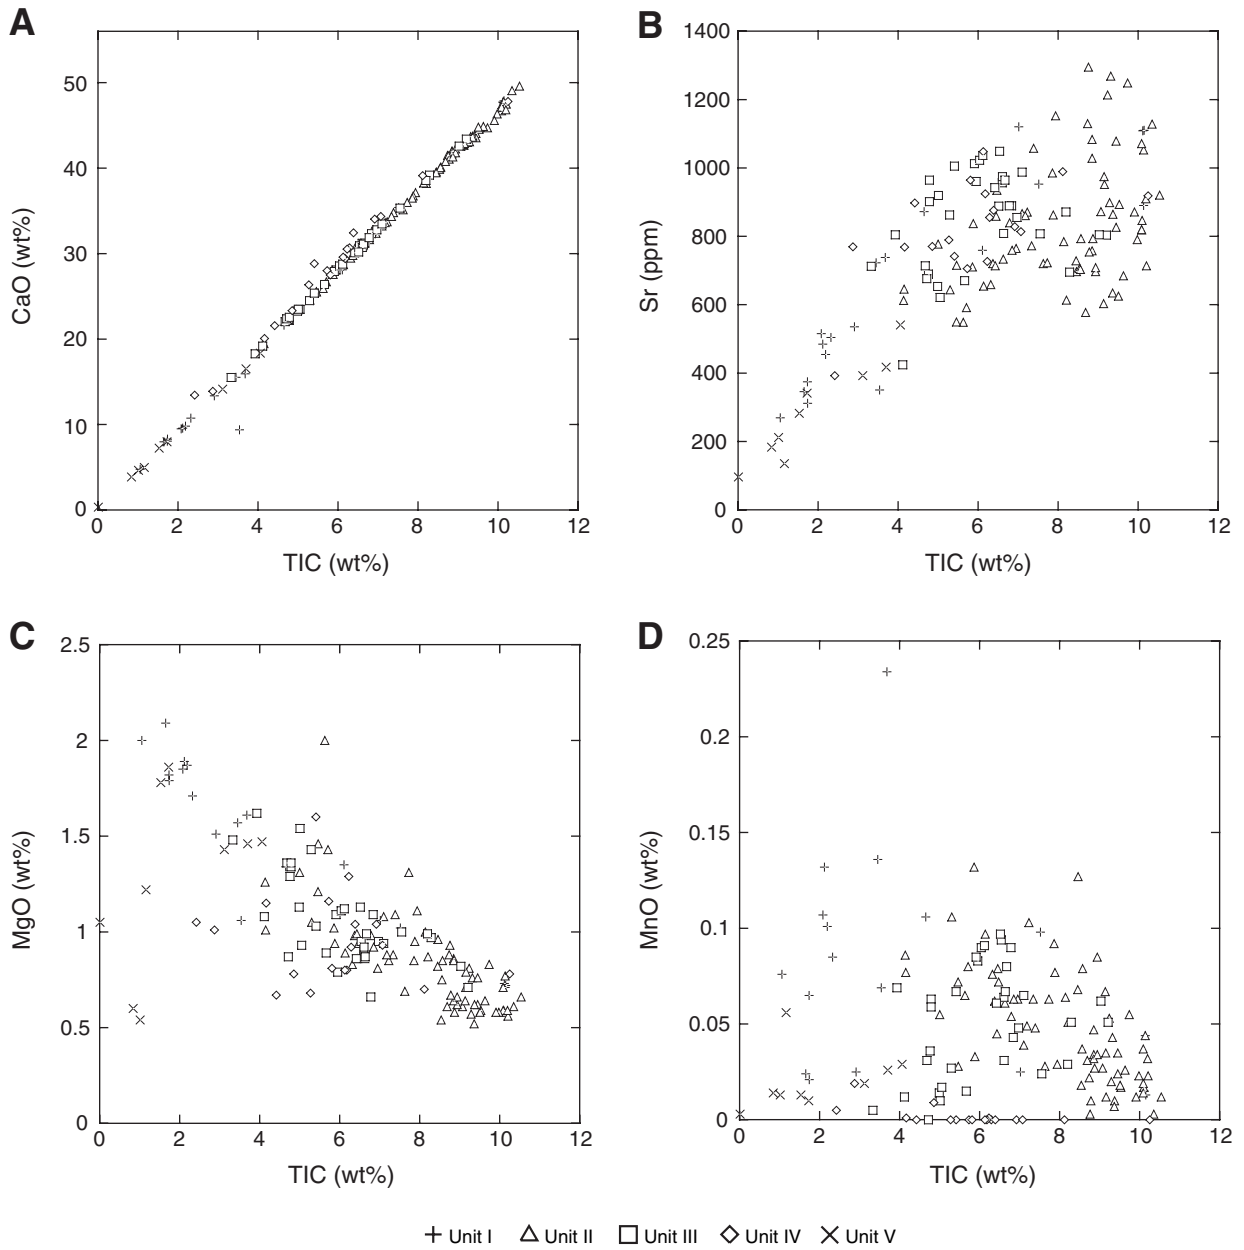 A
CaO (wt%)
50
40
30
20
10
0
0 2 4 6 8 10 12
TIC (wt%)
B
Sr (ppm)
1400
1200
1000
800
600
400
200
0
0 2 4 6 8 10 12
TIC (wt%)
C
MgO (wt%)
2.5
2
1.5
1
0.5
0
0 2 4 6 8 10 12
TIC (wt%)
D
MnO (wt%)
0.25
0.2
0.15
0.1
0.05
0
0 2 4 6 8 10 12
TIC (wt%)
Unit I Unit II Unit III Unit IV Unit V